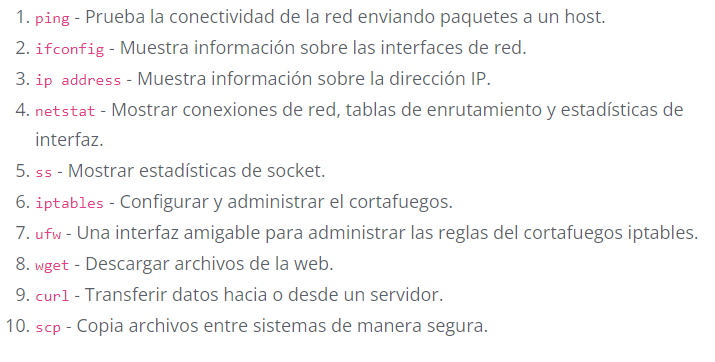 1. ping - Prueba la conectividad de la red enviando paquetes a un host.
2. ifconfig - Muestra información sobre las interfaces de red.
3. ip address - Muestra información sobre la dirección IP.
4. netstat - Mostrar conexiones de red, tablas de enrutamiento y estadísticas de
interfaz.
5. ss - Mostrar estadísticas de socket.
6. iptables - Configurar y administrar el cortafuegos.
7. ufw - Una interfaz amigable para administrar las reglas del cortafuegos iptables.
8. wget - Descargar archivos de la web.
9. curl - Transferir datos hacia o desde un servidor.
10. scp - Copia archivos entre sistemas de manera segura.